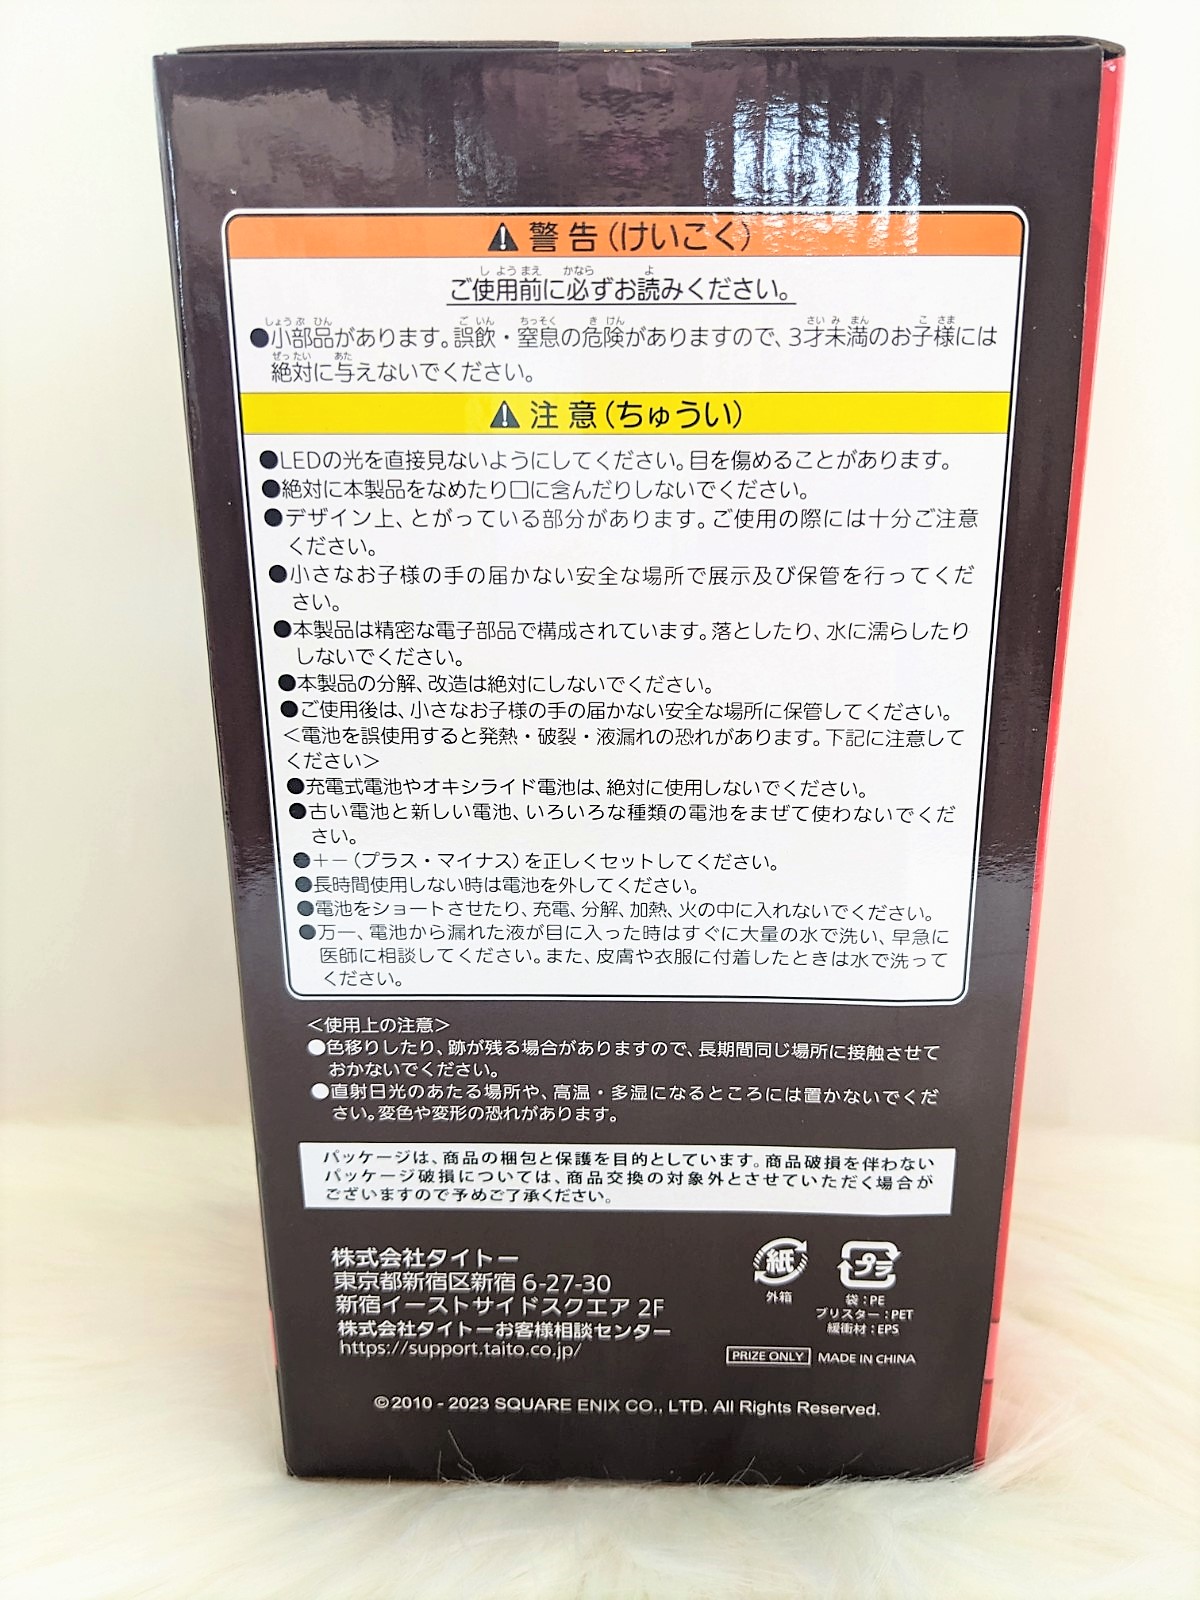 警告(けいこく)
ご使用前に必ずお読みください。
●小部品があります。誤飲・窒息の危険がありますので、3才未満のお子様には
絶対に与えないでください。
注意(ちゅうい)
●LEDの光を直接見ないようにしてください。目を傷めることがあります。
●絶対に本製品をなめたり口に含んだりしないでください。
●デザイン上、とがっている部分があります。ご使用の際には十分ご注意
ください。
●小さなお子様の手の届かない安全な場所で展示及び保管を行ってくだ
さい。
●本製品は精密な電子部品で構成されています。落としたり、水に濡らしたり
しないでください。
●本製品の分解、改造は絶対にしないでください。
●ご使用後は、小さなお子様の手の届かない安全な場所に保管してください。
<電池を誤使用すると発熱・破裂・液漏れの恐れがあります。下記に注意して
ください>
●充電式電池やオキシライド電池は、絶対に使用しないでください。
●古い電池と新しい電池、いろいろな種類の電池をまぜて使わないでくだ
さい。
●+-(プラス・マイナス)を正しくセットしてください。
●長時間使用しない時は電池を外してください。
●電池をショートさせたり、充電、分解、加熱、火の中に入れないでください。
●万一、電池から漏れた液が目に入った時はすぐに大量の水で洗い、早急に
医師に相談してください。また、皮膚や衣服に付着したときは水で洗って
ください。
<使用上の注意>
●色移りしたり、跡が残る場合がありますので、長期間同じ場所に接触させて
おかないでください。
●直射日光のあたる場所や、高温・多湿になるところには置かないでくだ
さい。変色や変形の恐れがあります。
パッケージは、商品の梱包と保護を目的としています。商品破損を伴わない
パッケージ破損については、商品交換の対象外とさせていただく場合が
ございますので予めご了承ください。
株式会社タイトー
東京都新宿区新宿 6-27-30
新宿イーストサイドスクエア 2F
株式会社タイトーお客様相談センター
https://support.taito.co.jp/
紙
外箱
プラ
袋:PE
ブリスター:PET
緩衝材:EPS
PRIZE ONLY MADE IN CHINA
©2010 - 2023 SQUARE ENIX CO., LTD. All Rights Reserved.